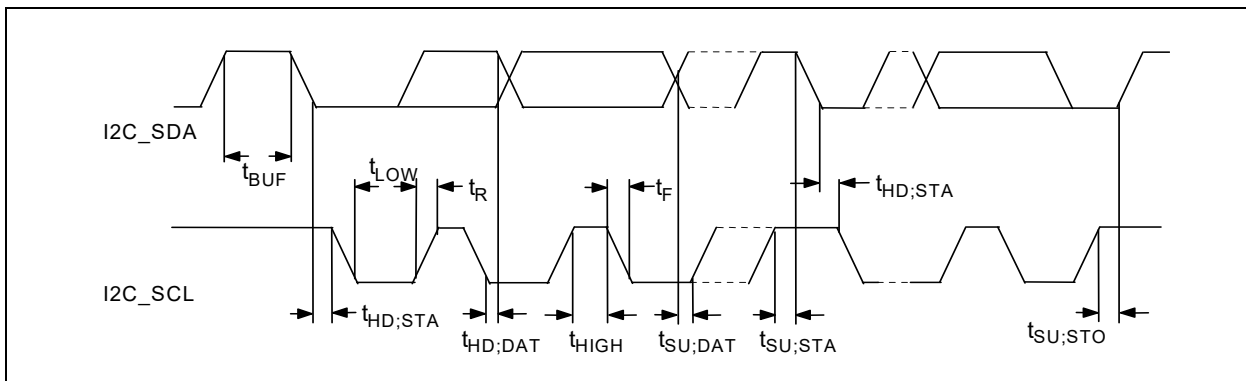 I2C_SDA
tBUF
tLOW
tR
tF
tHD;STA
I2C_SCL
tHD;STA
tHD;DAT
tHIGH
tSU;DAT
tSU;STA
tSU;STO